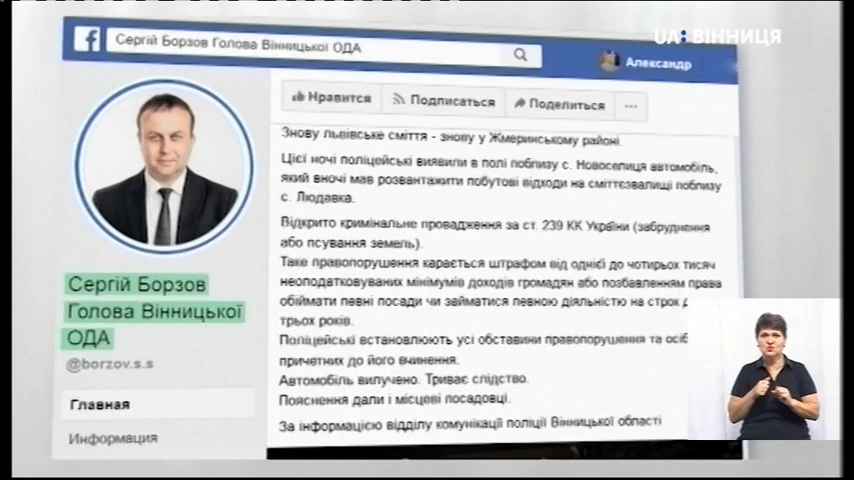 UA: ВІННИЦЯ
Сергій Борзов Голова Вінницької ОДА
Александр
Нравится
Подписаться
Поделиться
Знову львівське сміття - знову у Жмеринському районі.
Цієї ночі поліцейські виявили в полі поблизу с. Новоселиця автомобіль,
який вночі мав розвантажити побутові відходи на сміттєзвалищі поблизу
с. Людавка.
Відкрито кримінальне провадження за ст. 239 КК України (забруднення
або псування земель).
Таке правопорушення карається штрафом від однієї до чотирьох тисяч
неоподатковуваних мінімумів доходів громадян або позбавленням права
обіймати певні посади чи займатися певною діяльністю на строк
трьох років.
Поліцейські встановлюють усі обставини правопорушення та
причетних до його вчинення.
Автомобіль вилучено. Триває слідство.
Пояснення дали і місцеві посадовці.
За інформацією відділу комунікації поліції Вінницької області
Сергій Борзов
Голова Вінницької
ОДА
@borzov.s.s
Главная
Информация